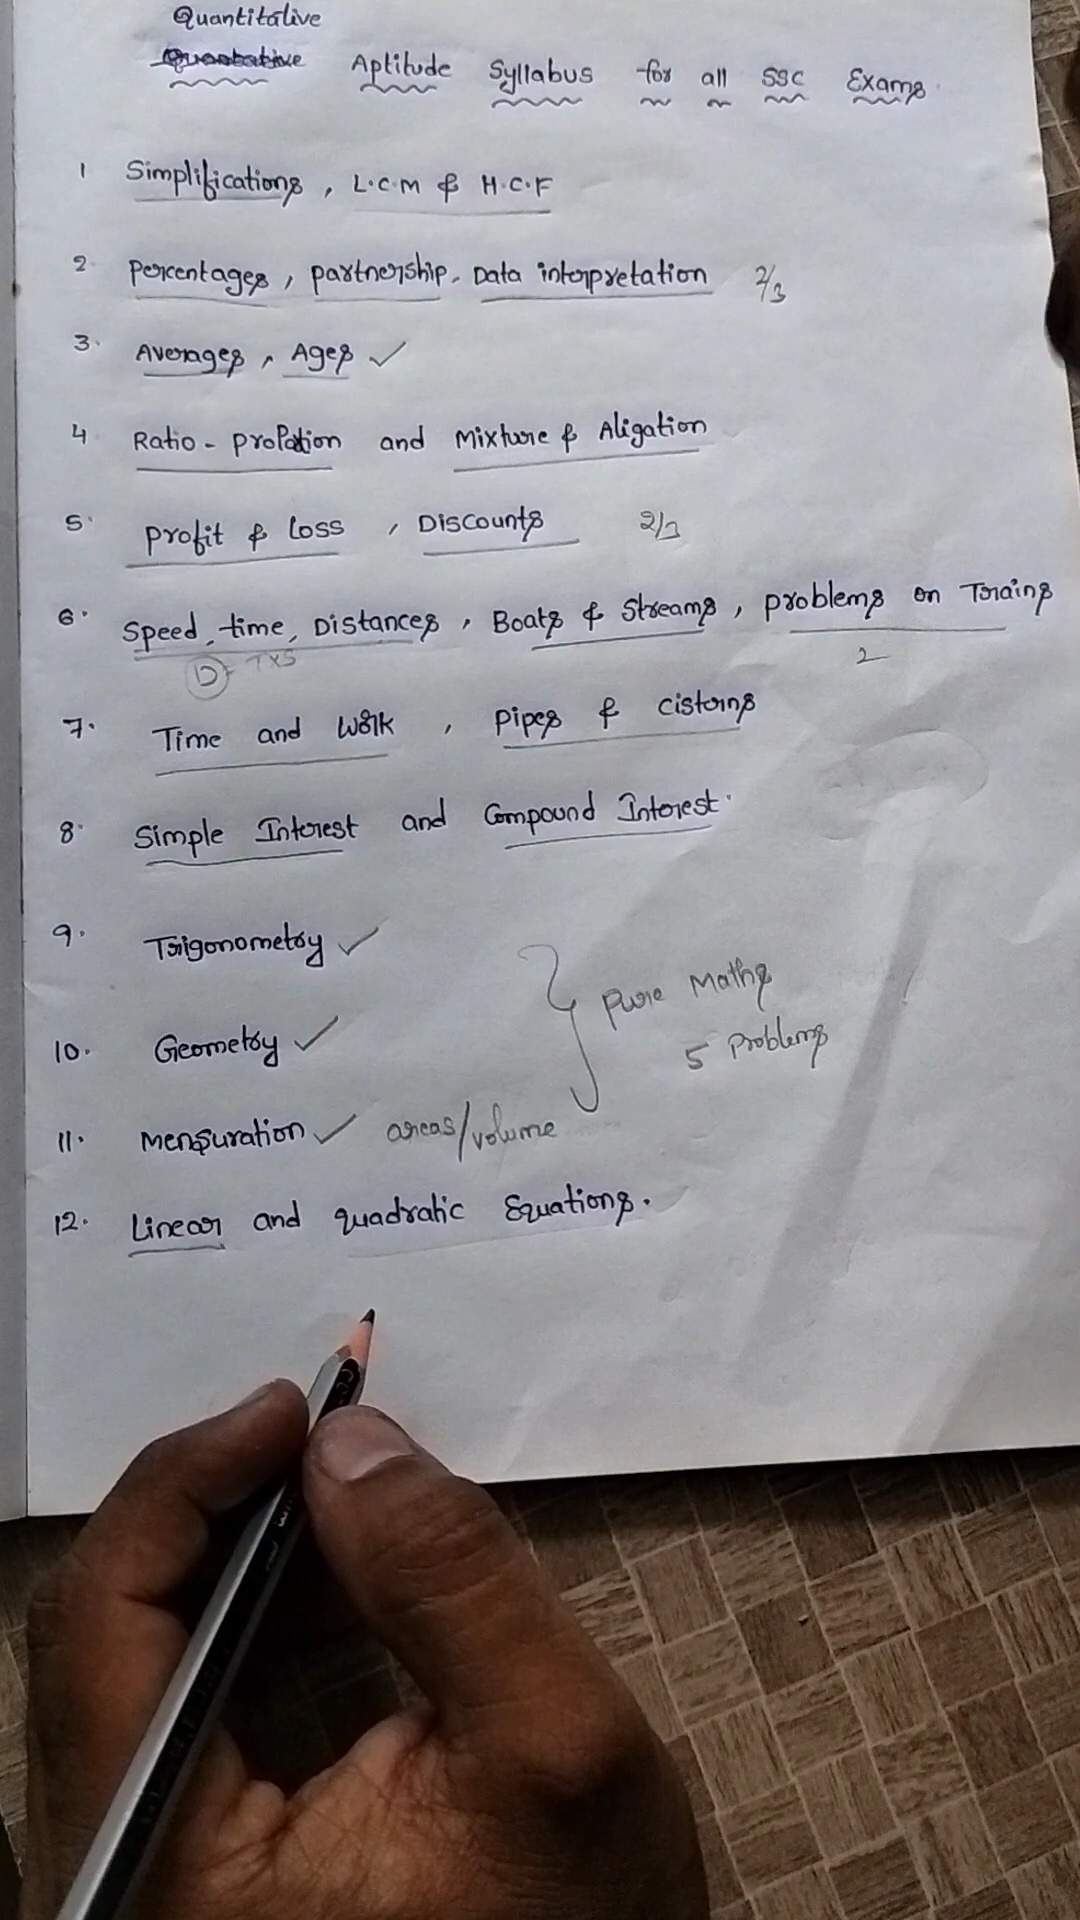 Quantitative
Aptitude Syllabus for all SSC Exams
1 Simplifications, L.C.M & H.C.F
2. Percentages, partnership, Data interpretation 2/3
3. Averages, Ages ✓
4 Ratio - propotion and Mixture & Aligation
5. Profit & Loss, Discounts 2/3
6. Speed, time, Distances, Boats & Streams, problems on Trains
D = T×S 2
7. Time and Work, Pipes & cisterns
8. Simple Interest and Compound Interest.
9. Trigonometry ✓
Pure Maths
10. Geometry ✓ 5 Problems
11. Mensuration ✓ areas/volume
12. Linear and quadratic Equations.